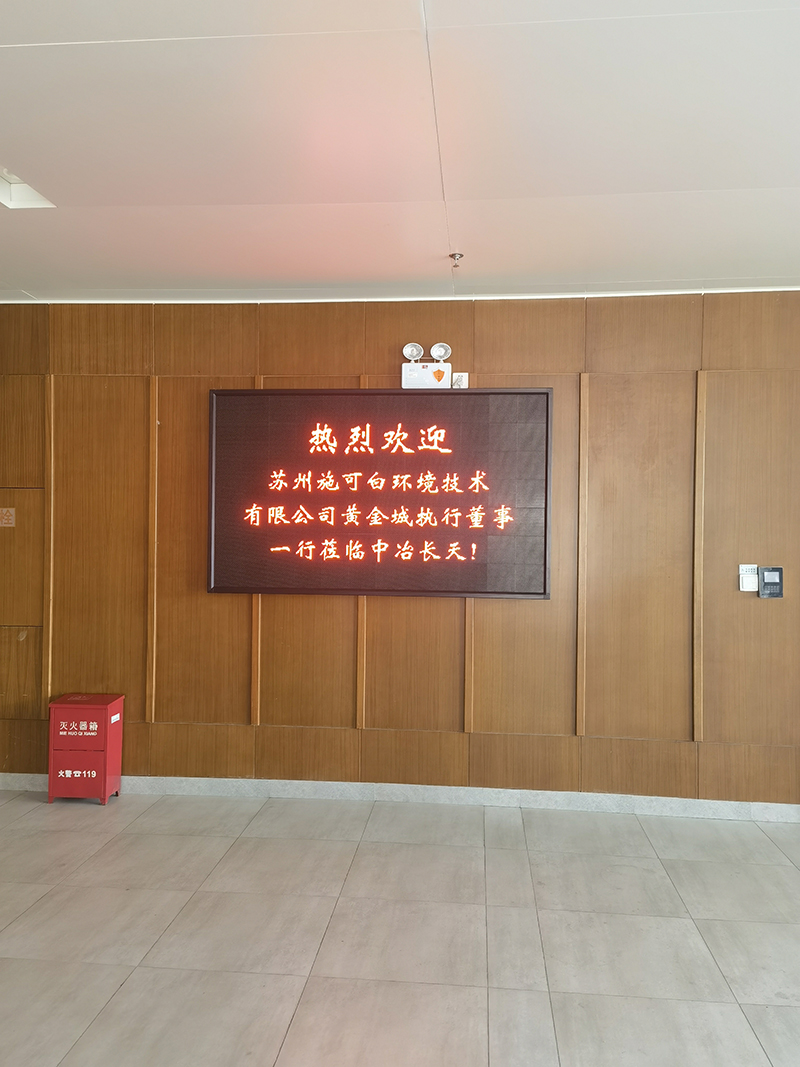 热烈欢迎
苏州施可白环境技术
有限公司黄金城执行董事
一行莅临中冶长天！
栓
灭火器箱
MIE HUO QI XIANG
火警☎119